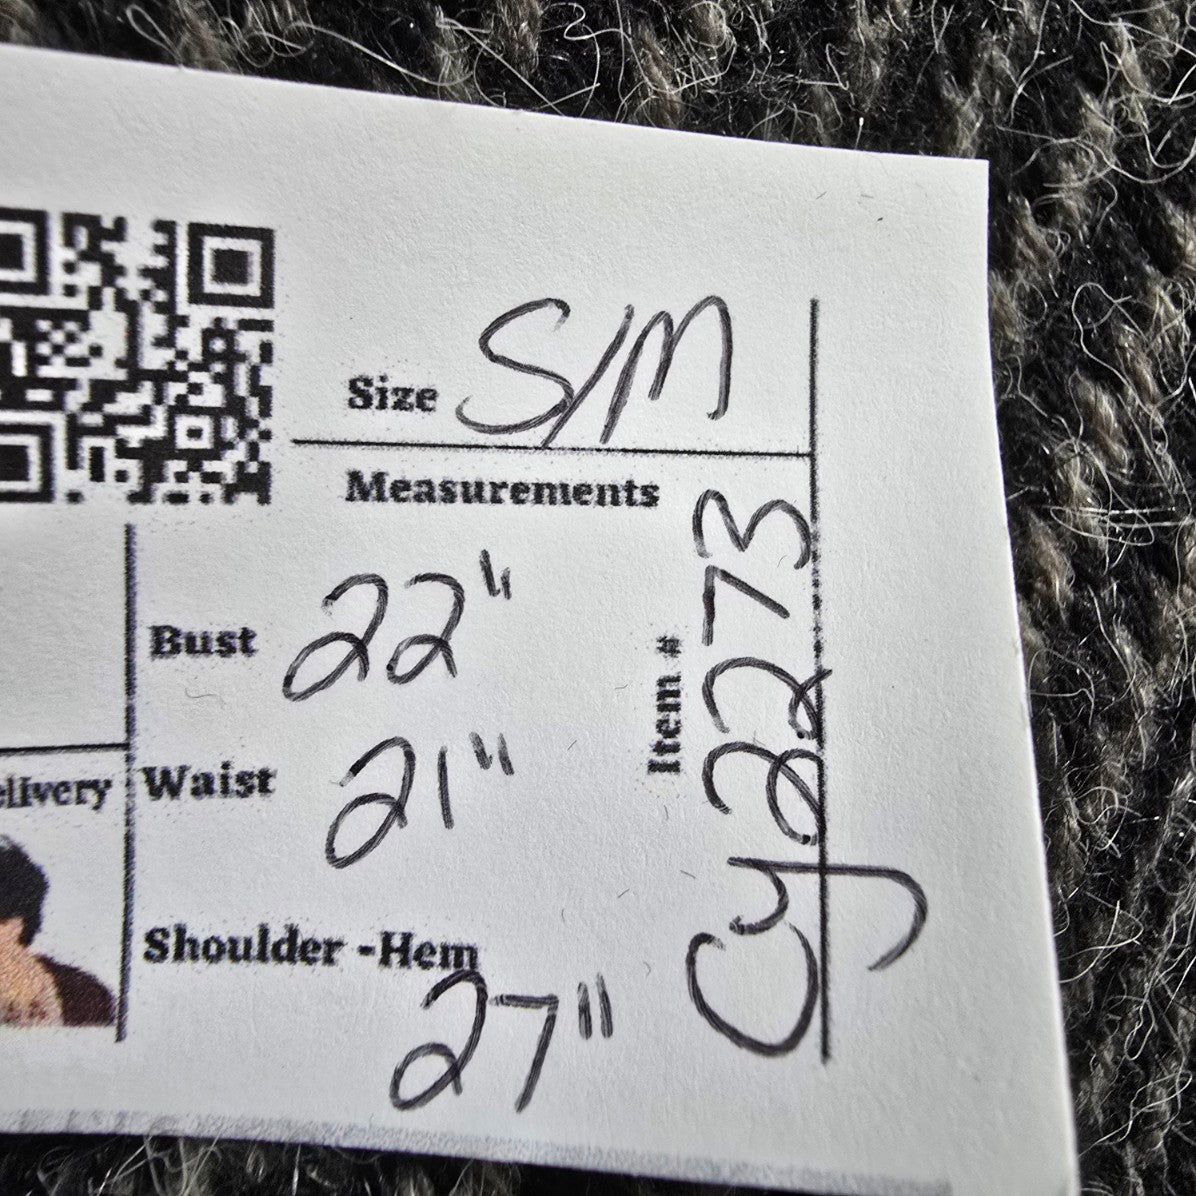 Size S/M
Measurements
Bust 22"
elivery
Waist 21"
Shoulder -Hem
27"
Item # Cy2273